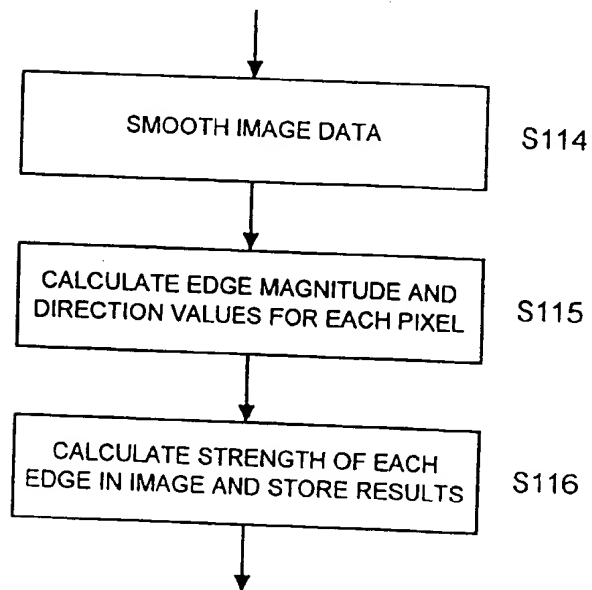 SMOOTH IMAGE DATA
S114
CALCULATE EDGE MAGNITUDE AND
DIRECTION VALUES FOR EACH PIXEL
S115
CALCULATE STRENGTH OF EACH
EDGE IN IMAGE AND STORE RESULTS
S116